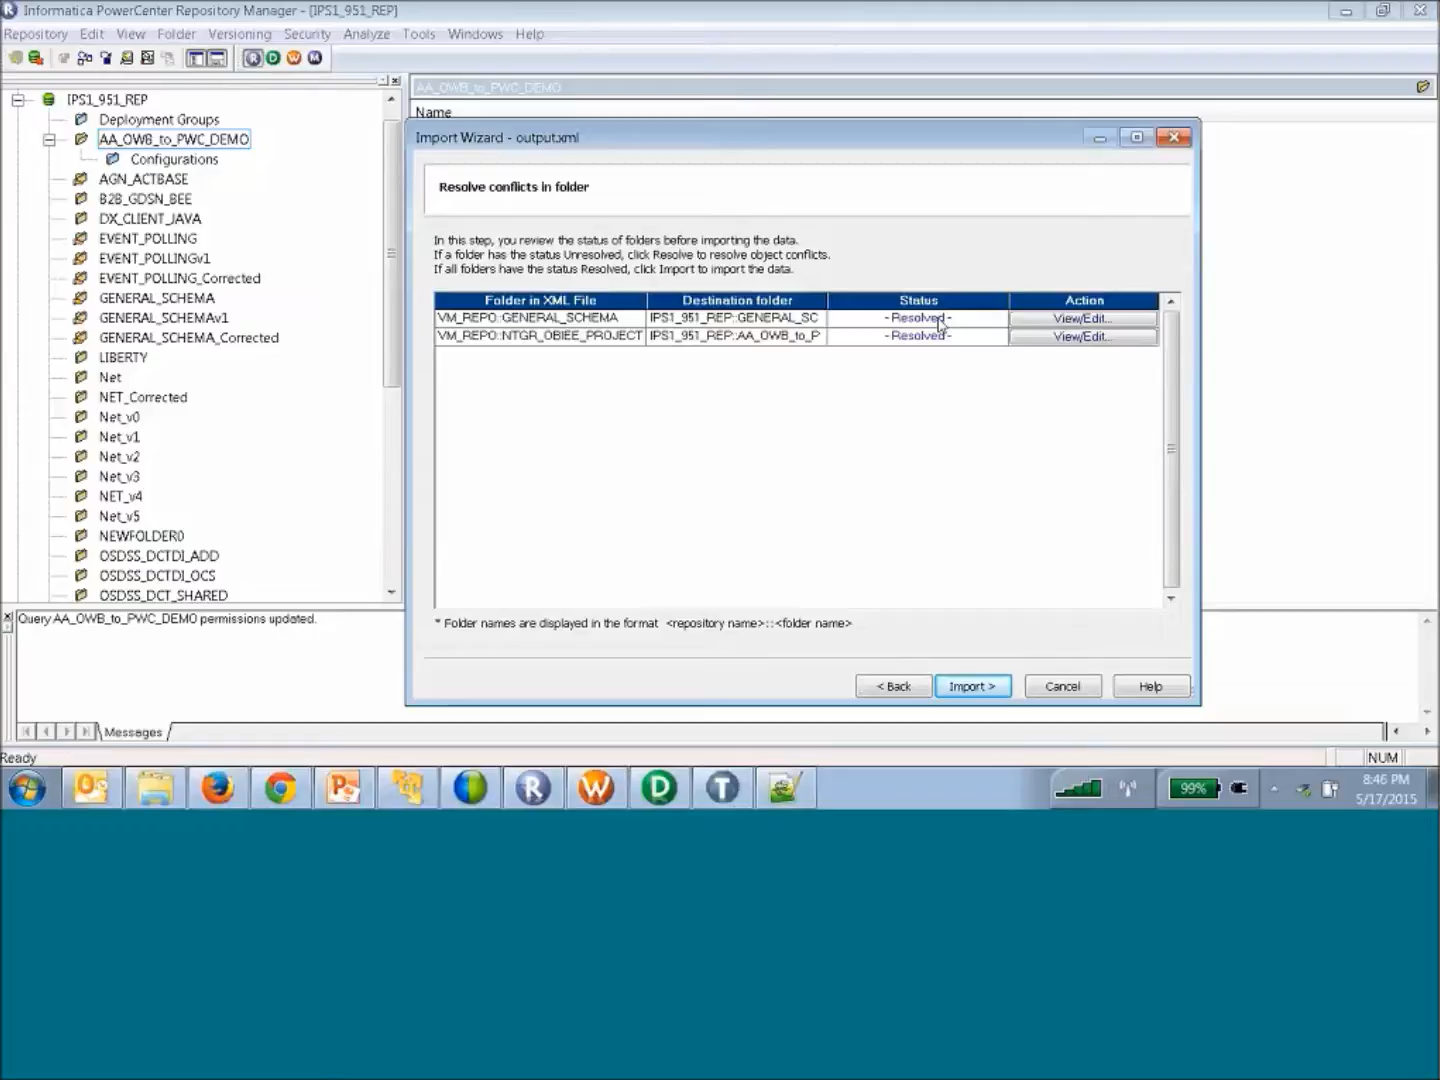 Informatica PowerCenter Repository Manager - [IPS1_951_REP]
Repository Edit View Folder Versioning Security Analyze Tools Windows Help
IPS1_951_REP
Deployment Groups
AA_OWB_to_PWC_DEMO
Configurations
AGN_ACTBASE
B2B_GDSN_BEE
DX_CLIENT_JAVA
EVENT_POLLING
EVENT_POLLINGv1
EVENT_POLLING_Corrected
GENERAL_SCHEMA
GENERAL_SCHEMAv1
GENERAL_SCHEMA_Corrected
LIBERTY
Net
NET_Corrected
Net_v0
Net_v1
Net_v2
Net_v3
NET_v4
Net_v5
NEWFOLDER0
OSDSS_DCTDI_ADD
OSDSS_DCTDI_OCS
OSDSS_DCT_SHARED
AA_OWB_to_PWC_DEMO
Name
Import Wizard - output.xml
Resolve conflicts in folder
In this step, you review the status of folders before importing the data.
If a folder has the status Unresolved, click Resolve to resolve object conflicts.
If all folders have the status Resolved, click Import to import the data.
Folder in XML File Destination folder Status Action
VM_REPO::GENERAL_SCHEMA IPS1_951_REP::GENERAL_SC - Resolved - View/Edit...
VM_REPO::NTGR_OBIEE_PROJECT IPS1_951_REP::AA_OWB_to_P - Resolved - View/Edit...
* Folder names are displayed in the format <repository name>::<folder name>
< Back Import > Cancel Help
Query AA_OWB_to_PWC_DEMO permissions updated.
Messages
Ready
NUM
99%
8:46 PM
5/17/2015